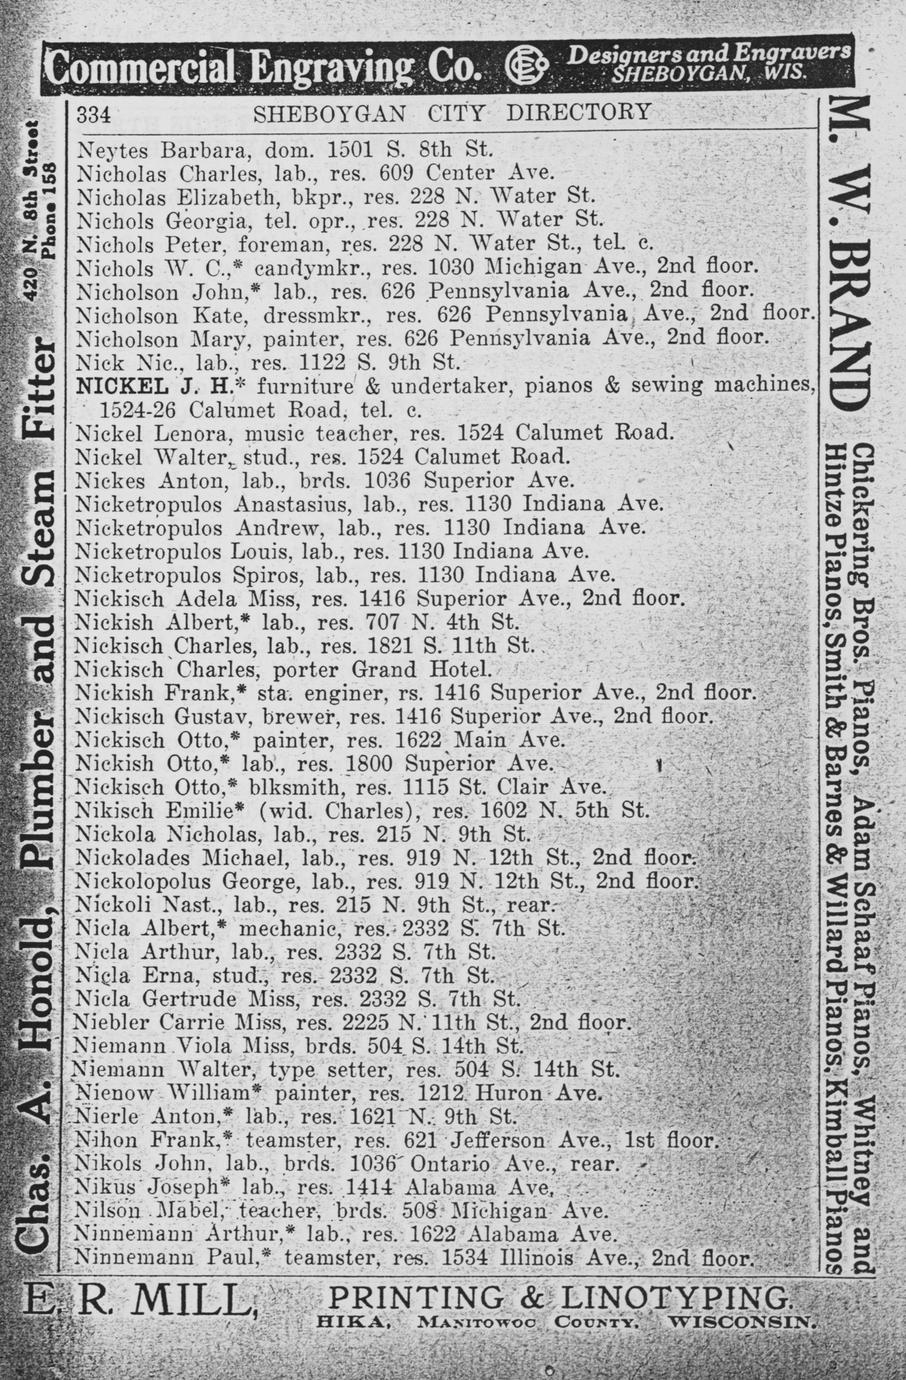 Commercial Engraving Co. CECo Designers and Engravers
SHEBOYGAN, WIS.
334 SHEBOYGAN CITY DIRECTORY
Neytes Barbara, dom. 1501 S. 8th St.
Nicholas Charles, lab., res. 609 Center Ave.
Nicholas Elizabeth, bkpr., res. 228 N. Water St.
Nichols Georgia, tel. opr., res. 228 N. Water St.
Nichols Peter, foreman, res. 228 N. Water St., tel. c.
Nichols W. C.,* candymkr., res. 1030 Michigan Ave., 2nd floor.
Nicholson John,* lab., res. 626 Pennsylvania Ave., 2nd floor.
Nicholson Kate, dressmkr., res. 626 Pennsylvania Ave., 2nd floor.
Nicholson Mary, painter, res. 626 Pennsylvania Ave., 2nd floor.
Nick Nic., lab., res. 1122 S. 9th St.
NICKEL J. H.* furniture & undertaker, pianos & sewing machines,
1524-26 Calumet Road, tel. c.
Nickel Lenora, music teacher, res. 1524 Calumet Road.
Nickel Walter, stud., res. 1524 Calumet Road.
Nickes Anton, lab., brds. 1036 Superior Ave.
Nicketropulos Anastasius, lab., res. 1130 Indiana Ave.
Nicketropulos Andrew, lab., res. 1130 Indiana Ave.
Nicketropulos Louis, lab., res. 1130 Indiana Ave.
Nicketropulos Spiros, lab., res. 1130 Indiana Ave.
Nickisch Adela Miss, res. 1416 Superior Ave., 2nd floor.
Nickish Albert,* lab., res. 707 N. 4th St.
Nickisch Charles, lab., res. 1821 S. 11th St.
Nickisch Charles, porter Grand Hotel.
Nickish Frank,* sta. enginer, rs. 1416 Superior Ave., 2nd floor.
Nickisch Gustav, brewer, res. 1416 Superior Ave., 2nd floor.
Nickisch Otto,* painter, res. 1622 Main Ave.
Nickish Otto,* lab., res. 1800 Superior Ave.
Nickisch Otto,* blksmith, res. 1115 St. Clair Ave.
Nikisch Emilie* (wid. Charles), res. 1602 N. 5th St.
Nickola Nicholas, lab., res. 215 N. 9th St.
Nickolades Michael, lab., res. 919 N. 12th St., 2nd floor.
Nickolopolus George, lab., res. 919 N. 12th St., 2nd floor.
Nickoli Nast., lab., res. 215 N. 9th St., rear.
Nicla Albert,* mechanic, res. 2332 S. 7th St.
Nicla Arthur, lab., res. 2332 S. 7th St.
Nicla Erna, stud., res. 2332 S. 7th St.
Nicla Gertrude Miss, res. 2332 S. 7th St.
Niebler Carrie Miss, res. 2225 N. 11th St., 2nd floor.
Niemann Viola Miss, brds. 504 S. 14th St.
Niemann Walter, type setter, res. 504 S. 14th St.
Nienow William* painter, res. 1212 Huron Ave.
Nierle Anton,* lab., res. 1621 N. 9th St.
Nihon Frank,* teamster, res. 621 Jefferson Ave., 1st floor.
Nikols John, lab., brds. 1036 Ontario Ave., rear.
Nikus Joseph* lab., res. 1414 Alabama Ave.
Nilson Mabel, teacher, brds. 508 Michigan Ave.
Ninnemann Arthur,* lab., res. 1622 Alabama Ave.
Ninnemann Paul,* teamster, res. 1534 Illinois Ave., 2nd floor.
Chas. A. Honold, Plumber and Steam Fitter
420 N. 8th Street
Phone 158
M. W. BRAND
Chickering Bros. Pianos, Adam Schaaf Pianos, Whitney and
Hintze Pianos, Smith & Barnes & Willard Pianos, Kimball Pianos
E. R. MILL, PRINTING & LINOTYPING.
HIKA, MANITOWOC COUNTY, WISCONSIN.